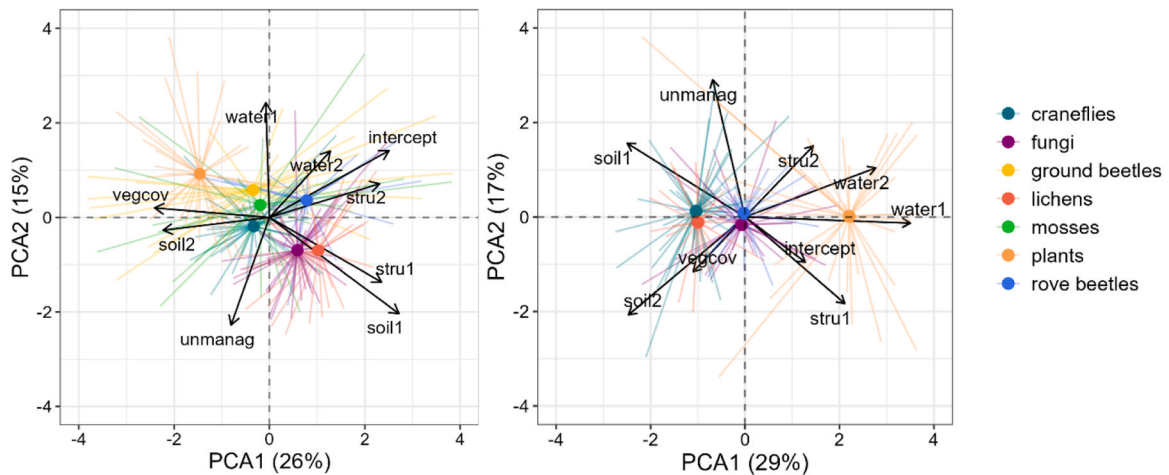 4
2
0
-2
-4
PCA2 (15%)
water1
intercept
water2
stru2
vegcov
soil2
stru1
soil1
unmanag
-4
-2
0
2
4
PCA1 (26%)
4
2
0
-2
-4
PCA2 (17%)
unmanag
soil1
stru2
water2
water1
intercept
vegcov
soil2
stru1
-4
-2
0
2
4
PCA1 (29%)
craneflies
fungi
ground beetles
lichens
mosses
plants
rove beetles